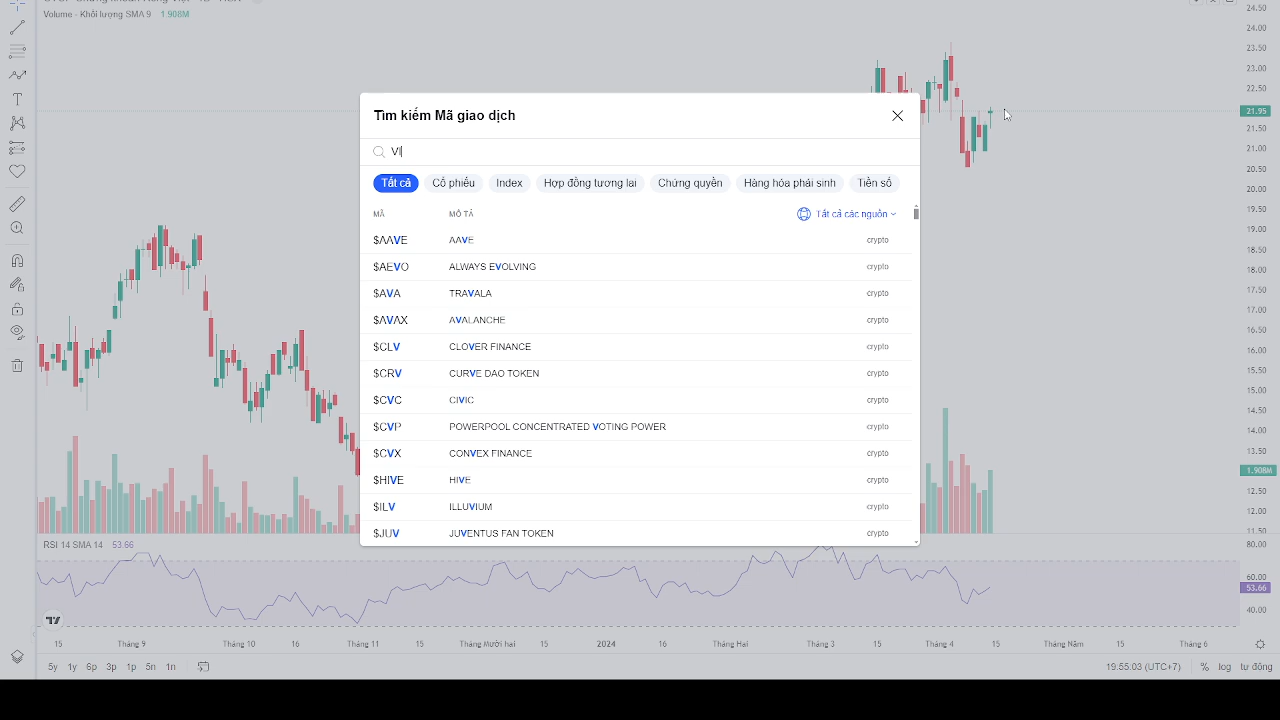 Volume - Khối lượng SMA 9 1.908M
Tìm kiếm Mã giao dịch
VI
Tất cả Cổ phiếu Index Hợp đồng tương lai Chứng quyền Hàng hóa phái sinh Tiền số
MÃ MÔ TẢ Tất cả các nguồn
$AAVE AAVE crypto
$AEVO ALWAYS EVOLVING crypto
$AVA TRAVALA crypto
$AVAX AVALANCHE crypto
$CLV CLOVER FINANCE crypto
$CRV CURVE DAO TOKEN crypto
$CVC CIVIC crypto
$CVP POWERPOOL CONCENTRATED VOTING POWER crypto
$CVX CONVEX FINANCE crypto
$HIVE HIVE crypto
$ILV ILLUVIUM crypto
$JUV JUVENTUS FAN TOKEN crypto
24.50
24.00
23.50
23.00
22.50
21.95
21.50
21.00
20.50
20.00
19.50
19.00
18.50
18.00
17.50
17.00
16.50
16.00
15.50
15.00
14.50
14.00
13.50
1.908M
12.50
12.00
11.50
RSI 14 SMA 14 53.66
80.00
60.00
53.66
40.00
15 Tháng 9 Tháng 10 16 Tháng 11 15 Tháng Mười hai 15 2024 16 Tháng Hai Tháng 3 15 Tháng 4 15 Tháng Năm 15 Tháng 6
5y 1y 6p 3p 1p 5n 1n 19:55:03 (UTC+7) % log tự động